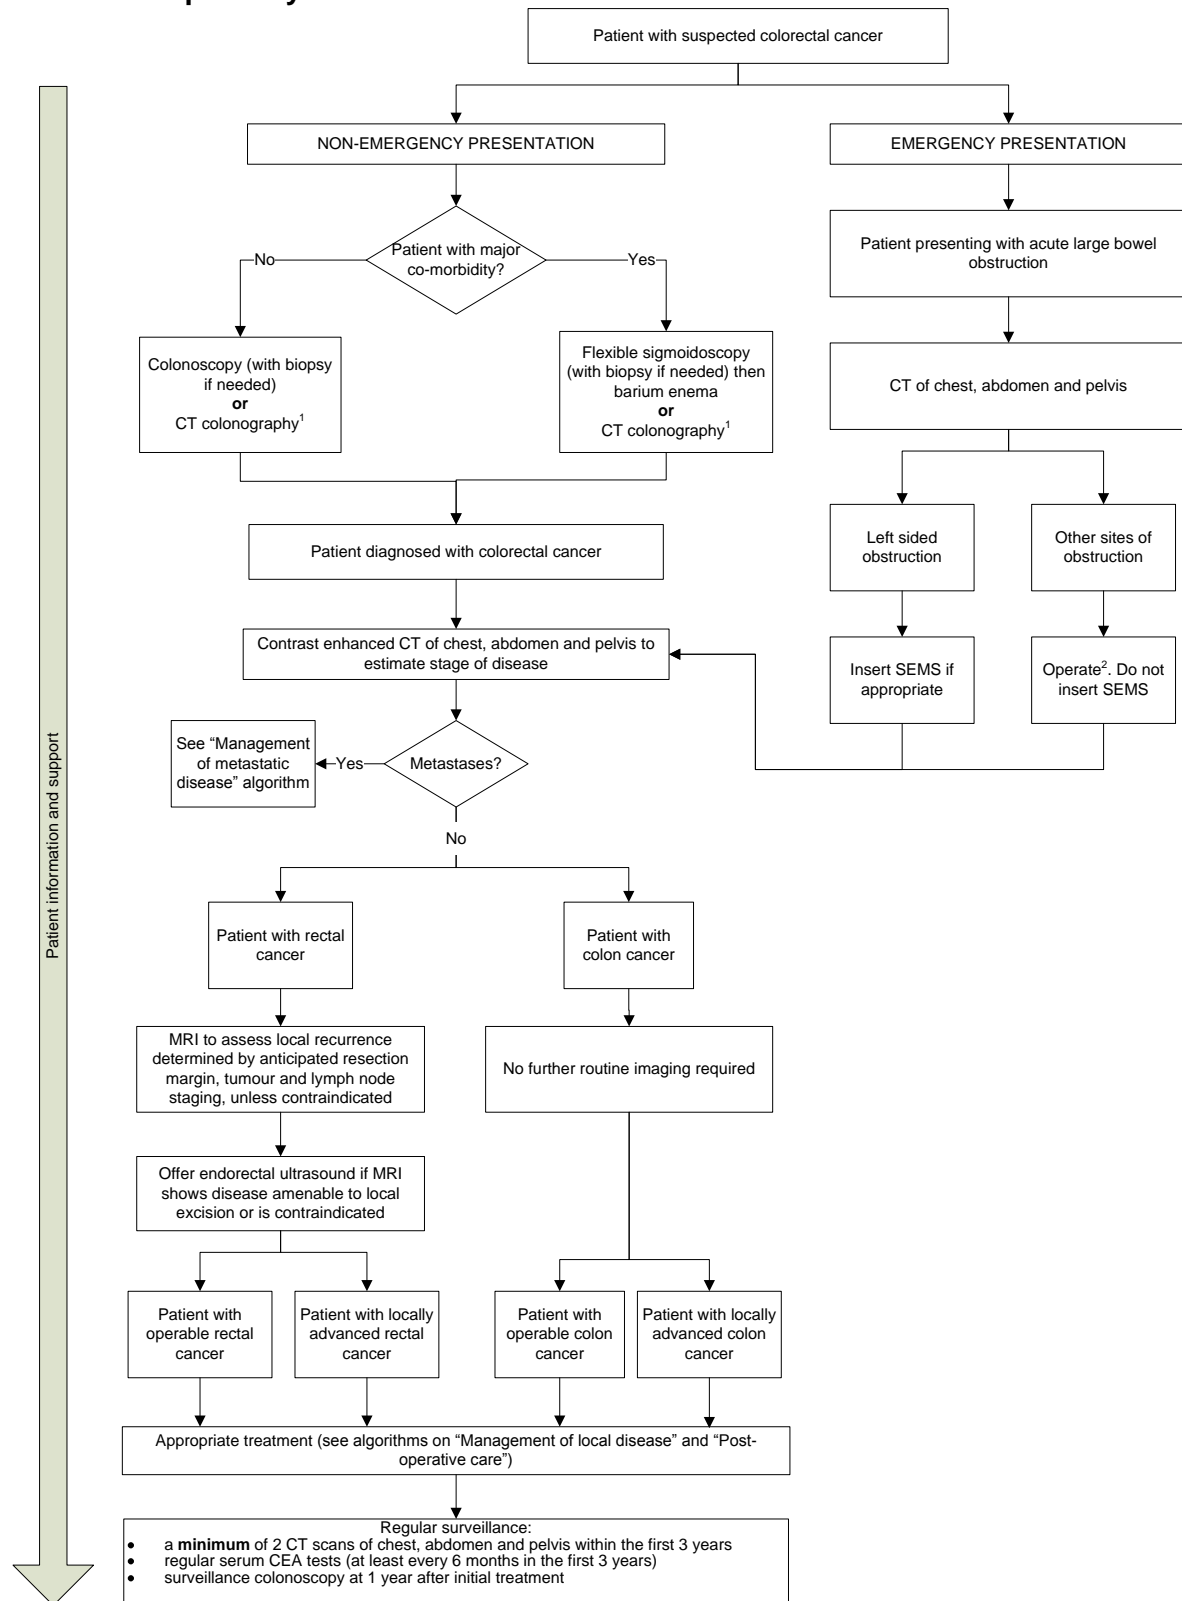 Patient with suspected colorectal cancer
NON-EMERGENCY PRESENTATION
EMERGENCY PRESENTATION
Patient with major
co-morbidity?
No
Yes
Patient presenting with acute large bowel
obstruction
Colonoscopy (with biopsy
if needed)
or
CT colonography1
Flexible sigmoidoscopy
(with biopsy if needed) then
barium enema
or
CT colonography1
CT of chest, abdomen and pelvis
Left sided
obstruction
Other sites of
obstruction
Patient diagnosed with colorectal cancer
Contrast enhanced CT of chest, abdomen and pelvis to
estimate stage of disease
Insert SEMS if
appropriate
Operate2. Do not
insert SEMS
See “Management
of metastatic
disease” algorithm
Yes
Metastases?
No
Patient information and support
Patient with rectal
cancer
Patient with
colon cancer
MRI to assess local recurrence
determined by anticipated resection
margin, tumour and lymph node
staging, unless contraindicated
No further routine imaging required
Offer endorectal ultrasound if MRI
shows disease amenable to local
excision or is contraindicated
Patient with
operable rectal
cancer
Patient with locally
advanced rectal
cancer
Patient with
operable colon
cancer
Patient with locally
advanced colon
cancer
Appropriate treatment (see algorithms on “Management of local disease” and “Post-
operative care”)
Regular surveillance:
• a minimum of 2 CT scans of chest, abdomen and pelvis within the first 3 years
• regular serum CEA tests (at least every 6 months in the first 3 years)
• surveillance colonoscopy at 1 year after initial treatment